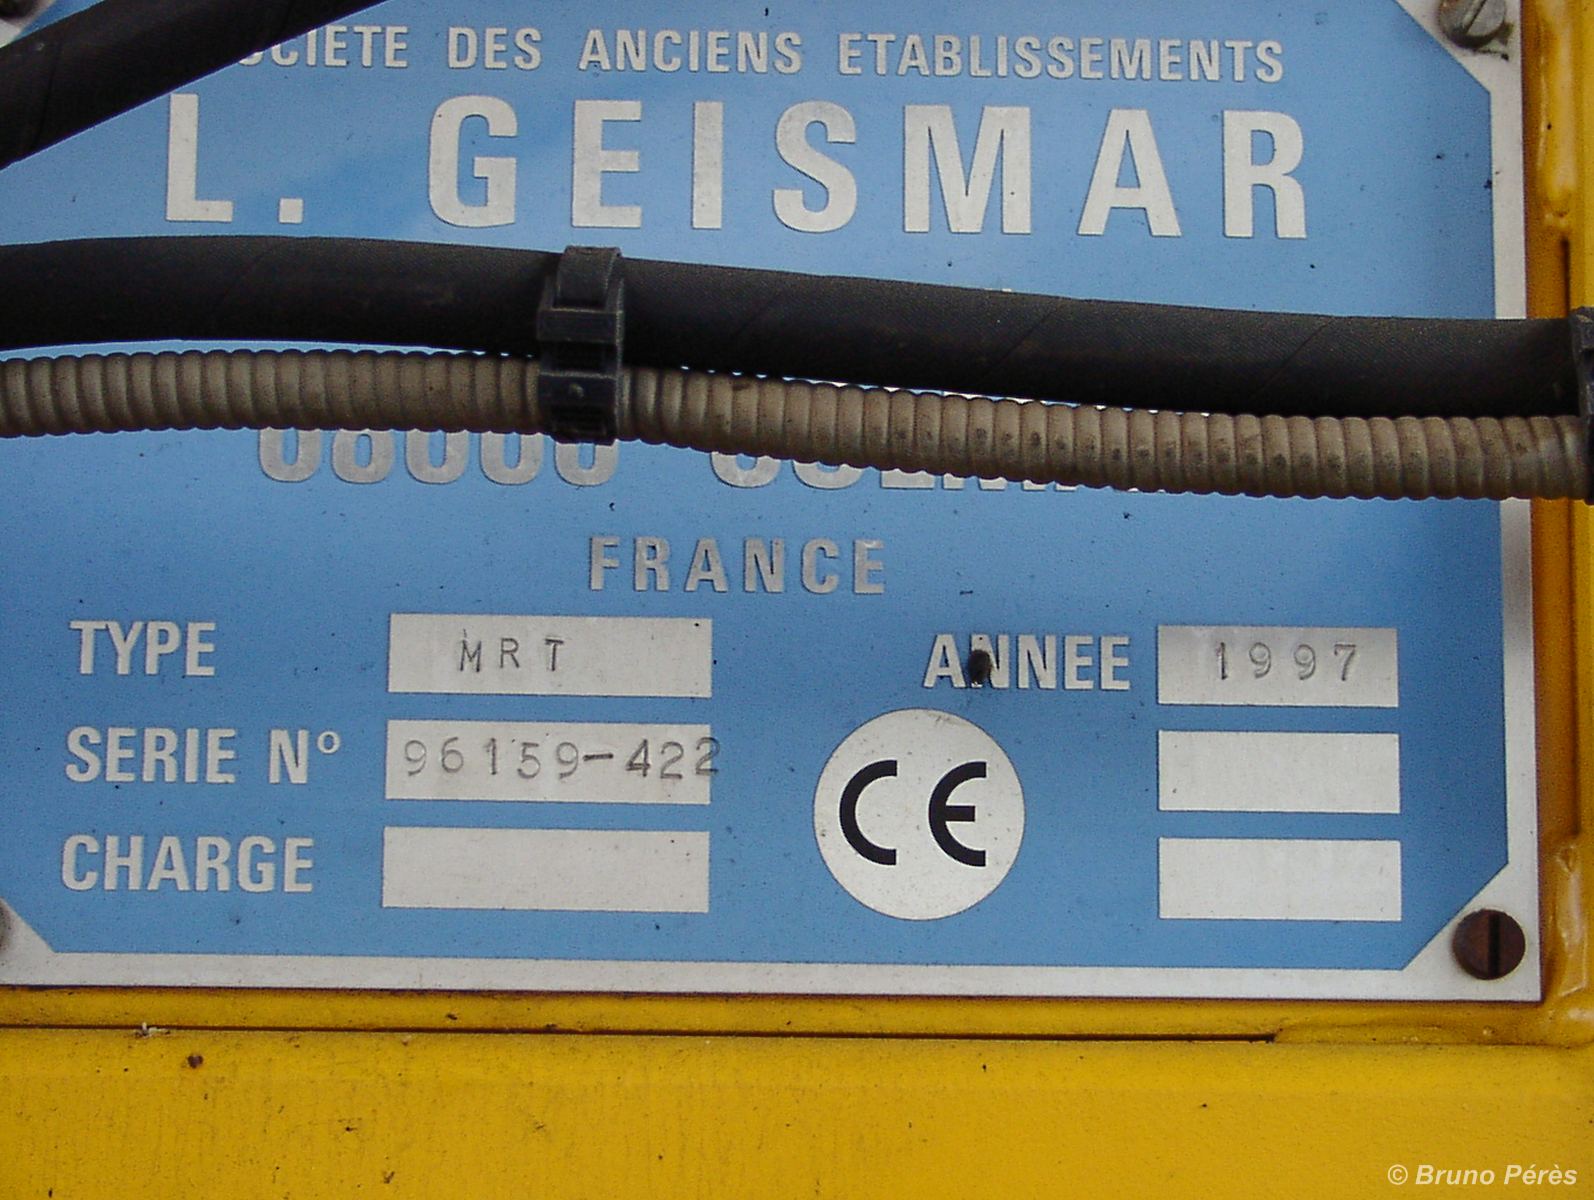 SOCIETE DES ANCIENS ETABLISSEMENTS
L. GEISMAR
FRANCE
TYPE MRT ANNEE 1997
SERIE N° 96159-422
CE
CHARGE
© Bruno Pérès